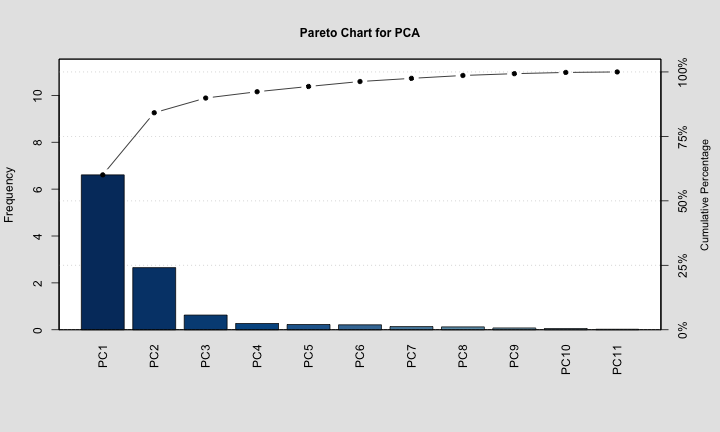 Pareto Chart for PCA
Frequency
0
2
4
6
8
10
0%
25%
50%
75%
100%
Cumulative Percentage
PC1
PC2
PC3
PC4
PC5
PC6
PC7
PC8
PC9
PC10
PC11